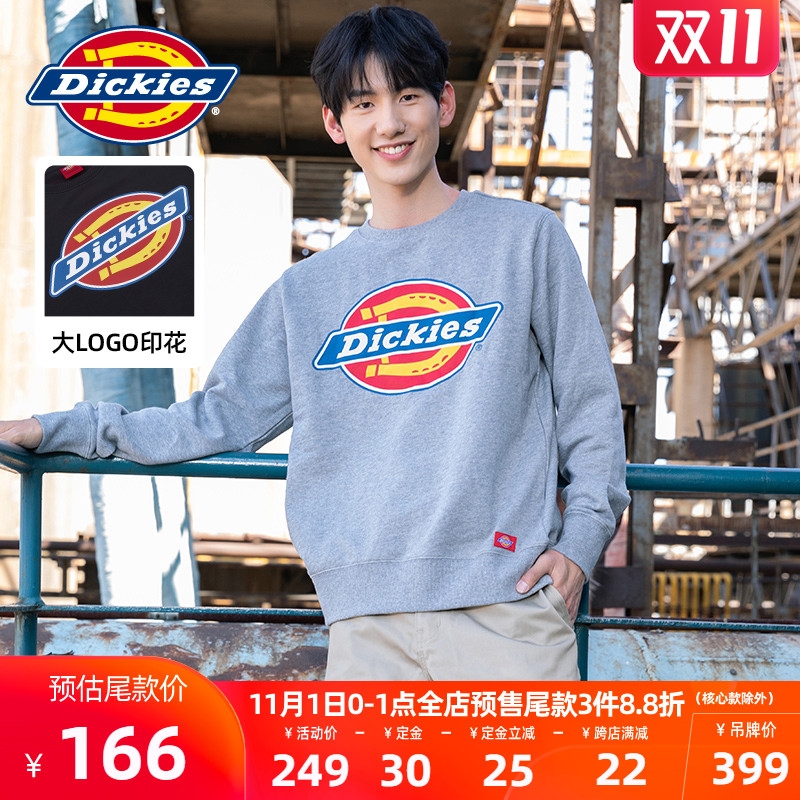 Dickies
®
双11
Dickies
大LOGO印花
Dickies
®
预估尾款价
¥ 166
11月1日0-1点全店预售尾款3件8.8折 (核心款除外)
¥活动价 - ¥定金 - ¥定金立减 - ¥跨店满减 ¥吊牌价
249 30 25 22 399